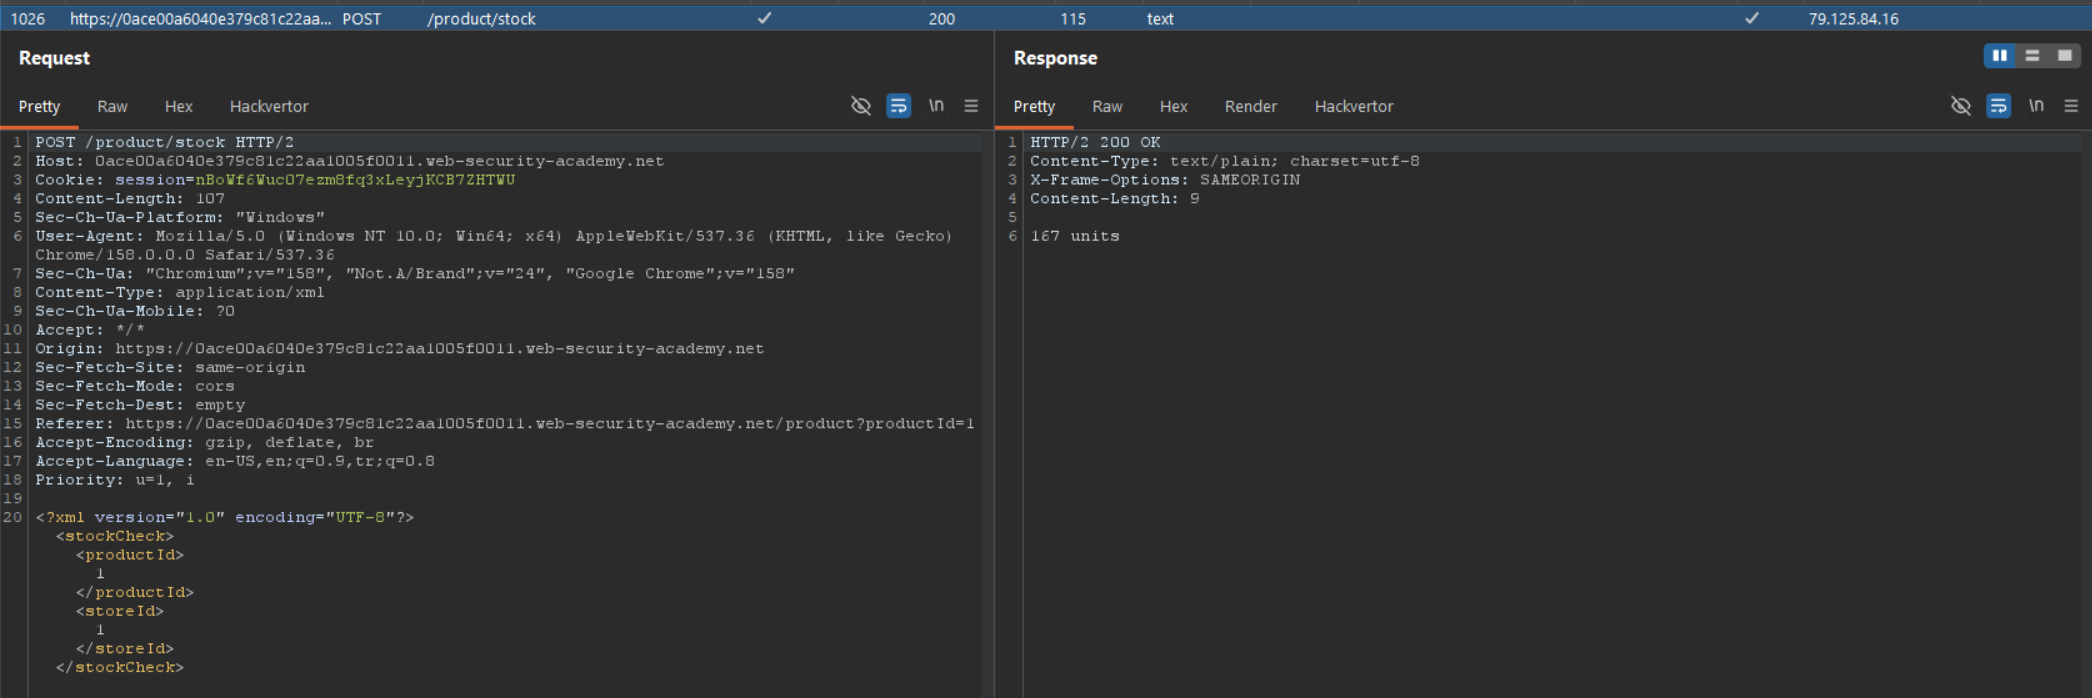 1026 https://0ace00a6040e379c81c22aa... POST /product/stock 200 115 text 79.125.84.16
Request
Pretty Raw Hex Hackvertor \n
1 POST /product/stock HTTP/2
2 Host: 0ace00a6040e379c81c22aa1005f0011.web-security-academy.net
3 Cookie: session=nBoWf6WucO7ezm8fq3xLeyjKCB7ZHTWU
4 Content-Length: 107
5 Sec-Ch-Ua-Platform: "Windows"
6 User-Agent: Mozilla/5.0 (Windows NT 10.0; Win64; x64) AppleWebKit/537.36 (KHTML, like Gecko)
Chrome/158.0.0.0 Safari/537.36
7 Sec-Ch-Ua: "Chromium";v="158", "Not.A/Brand";v="24", "Google Chrome";v="158"
8 Content-Type: application/xml
9 Sec-Ch-Ua-Mobile: ?0
10 Accept: */*
11 Origin: https://0ace00a6040e379c81c22aa1005f0011.web-security-academy.net
12 Sec-Fetch-Site: same-origin
13 Sec-Fetch-Mode: cors
14 Sec-Fetch-Dest: empty
15 Referer: https://0ace00a6040e379c81c22aa1005f0011.web-security-academy.net/product?productId=1
16 Accept-Encoding: gzip, deflate, br
17 Accept-Language: en-US,en;q=0.9,tr;q=0.8
18 Priority: u=1, i
19
20 <?xml version="1.0" encoding="UTF-8"?>
<stockCheck>
<productId>
1
</productId>
<storeId>
1
</storeId>
</stockCheck>
Response
Pretty Raw Hex Render Hackvertor \n
1 HTTP/2 200 OK
2 Content-Type: text/plain; charset=utf-8
3 X-Frame-Options: SAMEORIGIN
4 Content-Length: 9
5
6 167 units